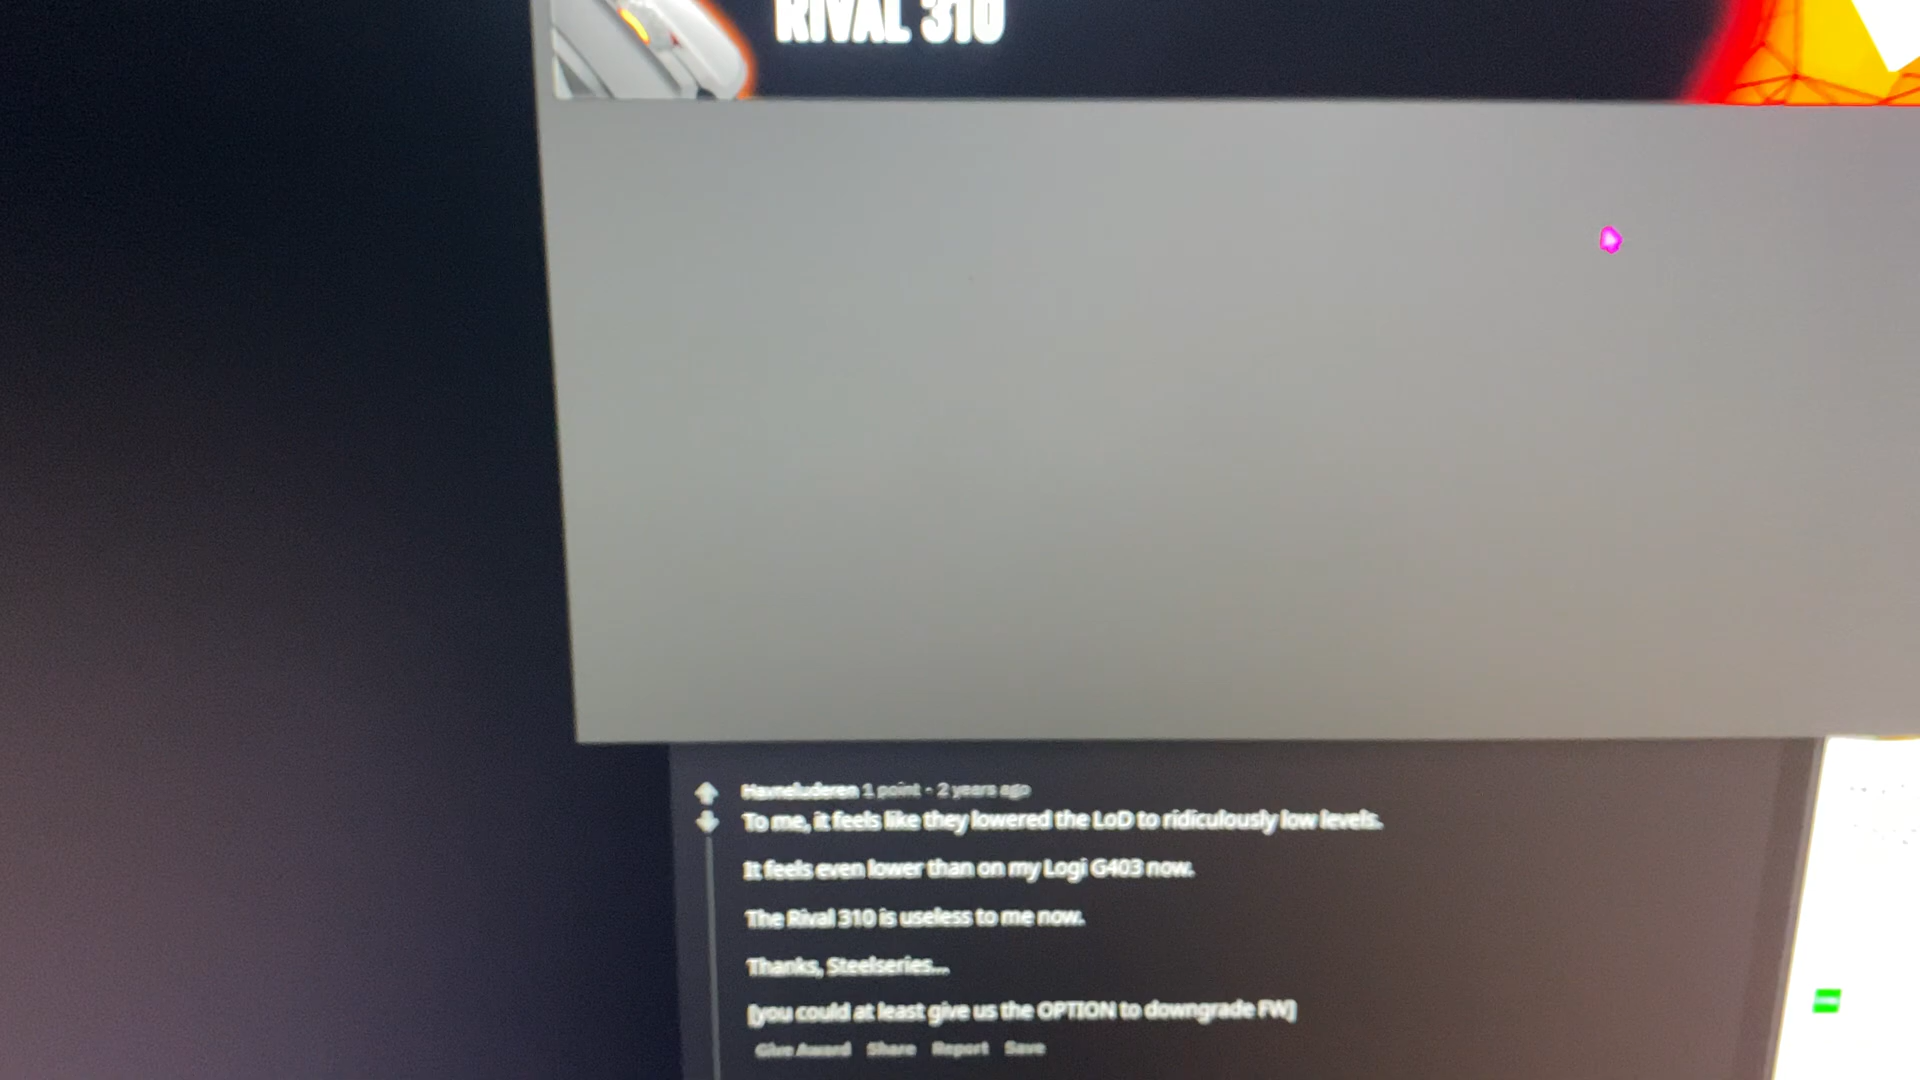 RIVAL 310
Havneluderen 1 point · 2 years ago
To me, it feels like they lowered the LoD to ridiculously low levels.
It feels even lower than on my Logi G403 now.
The Rival 310 is useless to me now.
Thanks, Steelseries...
[you could at least give us the OPTION to downgrade FW]
Give Award Share Report Save